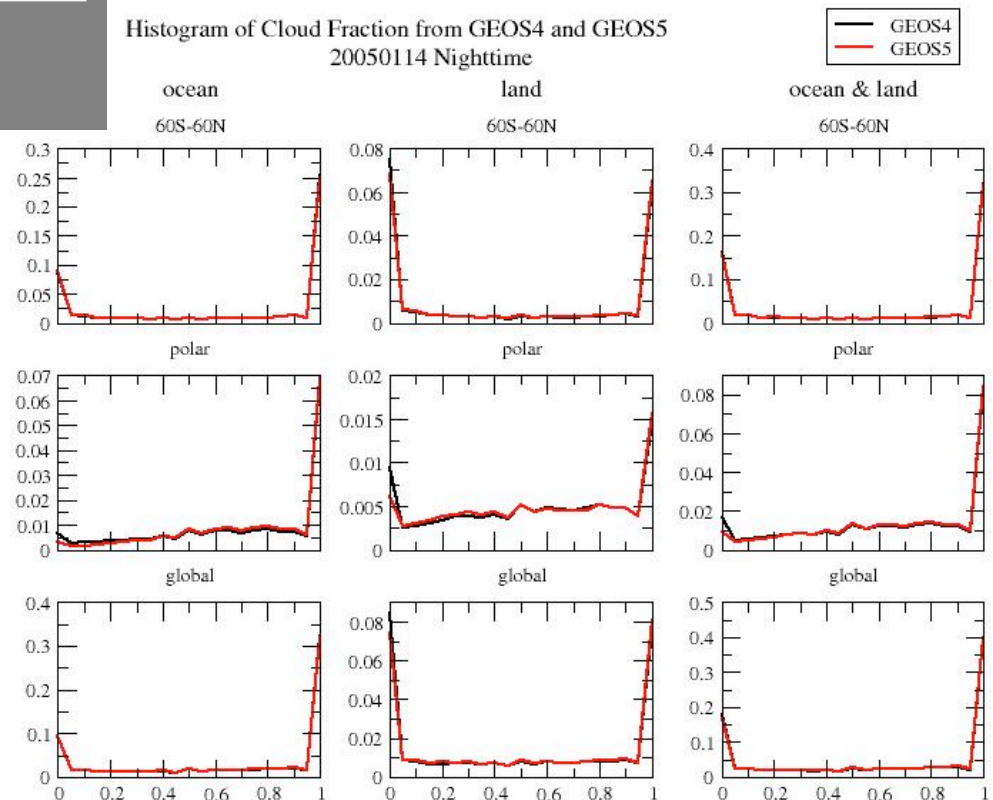 Histogram of Cloud Fraction from GEOS4 and GEOS5
20050114 Nighttime
GEOS4
GEOS5
ocean land ocean & land
60S-60N 60S-60N 60S-60N
0.3 0.08 0.4
0.25
0.2 0.06 0.3
0.15 0.04 0.2
0.1 0.02 0.1
0.05
0 0 0
polar polar polar
0.07 0.02
0.06 0.08
0.05 0.015
0.04 0.06
0.03 0.01 0.04
0.02 0.005 0.02
0.01
0 0 0
global global global
0.4 0.5
0.3 0.08 0.4
0.06 0.3
0.2 0.04 0.2
0.1 0.02 0.1
0 0 0
0 0.2 0.4 0.6 0.8 1 0 0.2 0.4 0.6 0.8 1 0 0.2 0.4 0.6 0.8 1